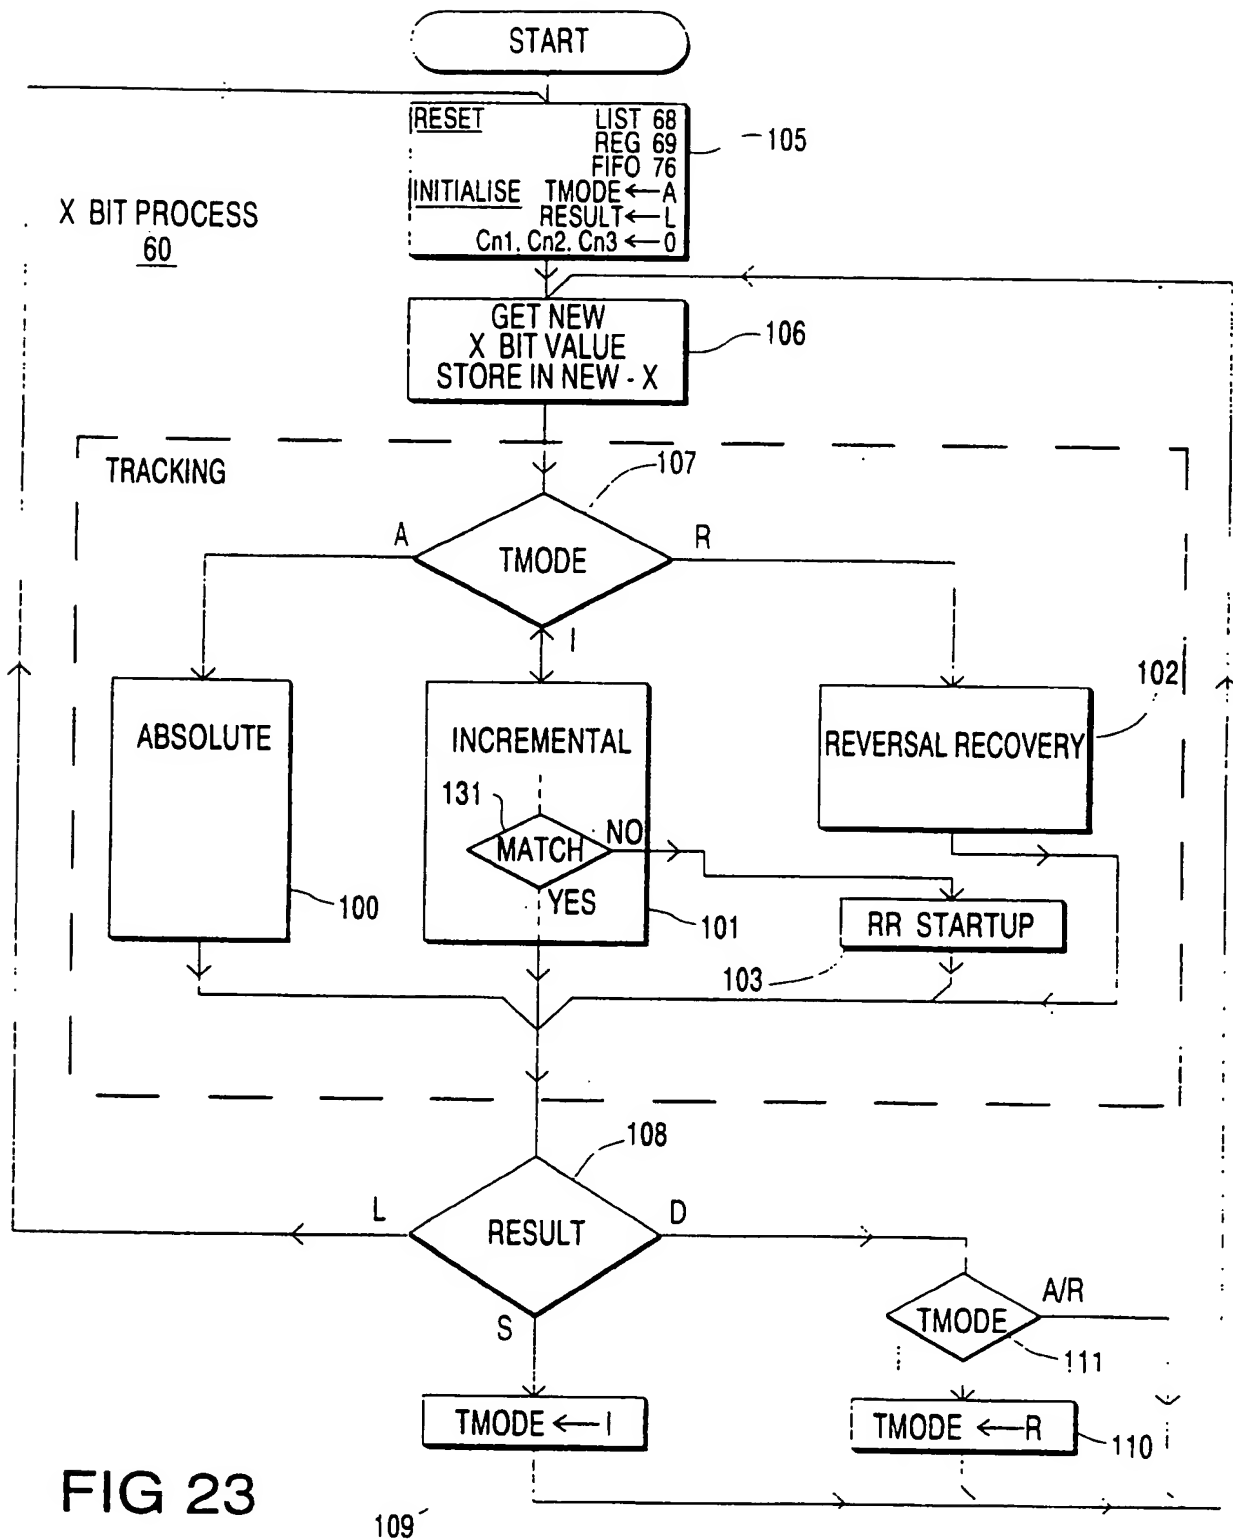 START
RESET LIST 68
REG 69
FIFO 76
INITIALISE TMODE ← A
RESULT ← L
Cn1, Cn2, Cn3 ← 0
105
X BIT PROCESS
60
GET NEW
X BIT VALUE
STORE IN NEW - X
106
TRACKING
107
A
TMODE
R
I
ABSOLUTE
100
INCREMENTAL
131
MATCH
NO
YES
101
REVERSAL RECOVERY
102
RR STARTUP
103
108
L
RESULT
D
S
TMODE
A/R
111
TMODE ← I
TMODE ← R
110
FIG 23
109